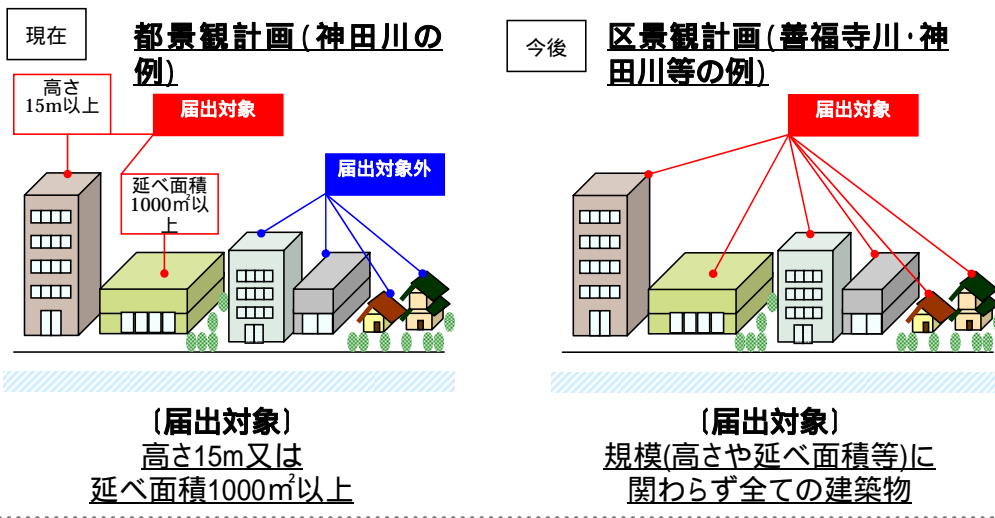 現在
都景観計画(神田川の
例)
高さ
15m以上
届出対象
届出対象外
延べ面積
1000㎡以
上
〔届出対象〕
高さ15m又は
延べ面積1000㎡以上
今後
区景観計画(善福寺川・神
田川等の例)
届出対象
〔届出対象〕
規模(高さや延べ面積等)に
関わらず全ての建築物